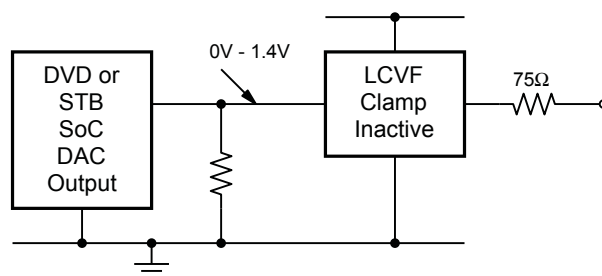 0V - 1.4V
DVD or
STB
SoC
DAC
Output
LCVF
Clamp
Inactive
75Ω